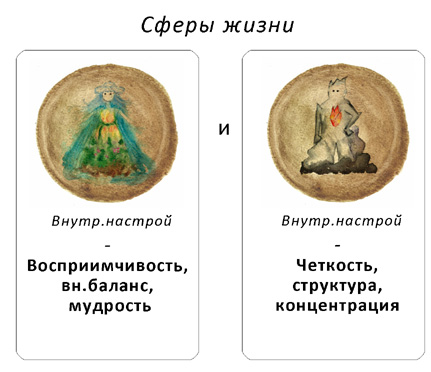 Сферы жизни
и
Внутр.настрой
-
Восприимчивость,
вн.баланс,
мудрость
Внутр.настрой
-
Четкость,
структура,
концентрация